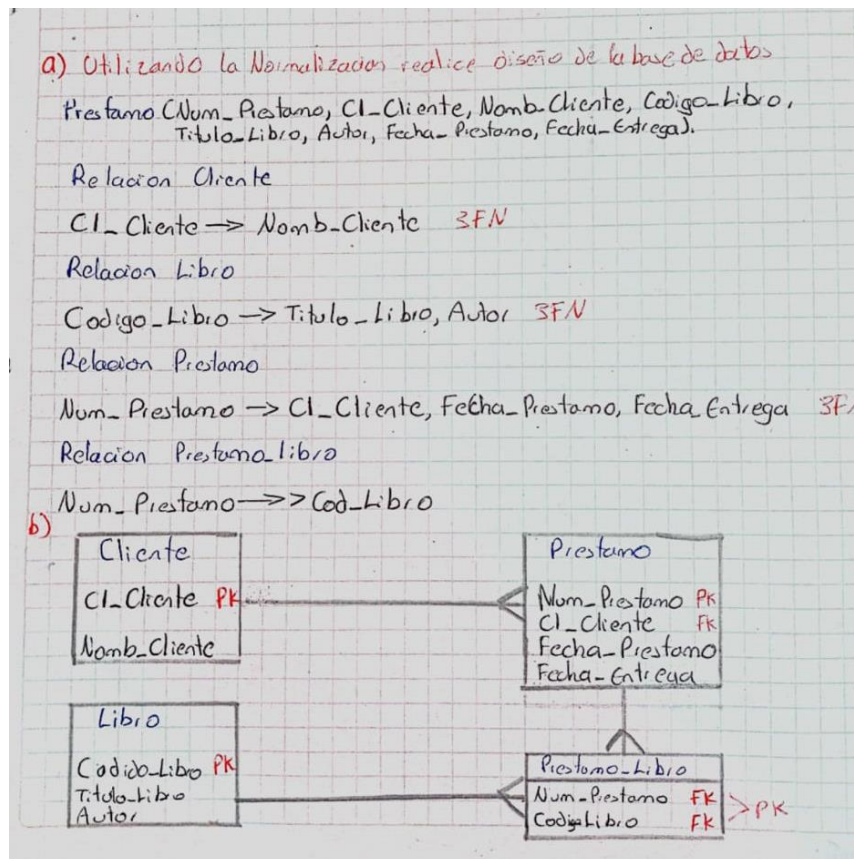 a) Utilizando la Normalizacion realice diseño de la base de datos
Prestamo (Num_Prestamo, CI_Cliente, Nomb_Cliente, Codigo_Libro,
Titulo_Libro, Autor, Fecha_Prestamo, Fecha_Entrega).
Relacion Cliente
CI_Cliente → Nomb_Cliente 3FN
Relacion Libro
Codigo_Libro → Titulo_Libro, Autor 3FN
Relacion Prestamo
Num_Prestamo → CI_Cliente, Fecha_Prestamo, Fecha_Entrega 3FN
Relacion Prestamo_libro
Num_Prestamo →> Cod_Libro
b)
Cliente
CI_Cliente PK
Nomb_Cliente
Prestamo
Num_Prestamo PK
CI_Cliente FK
Fecha_Prestamo
Fecha_Entrega
Libro
Codido_Libro PK
Titulo_Libro
Autor
Prestamo_Libro
Num_Prestamo FK
CodigoLibro FK
>PK